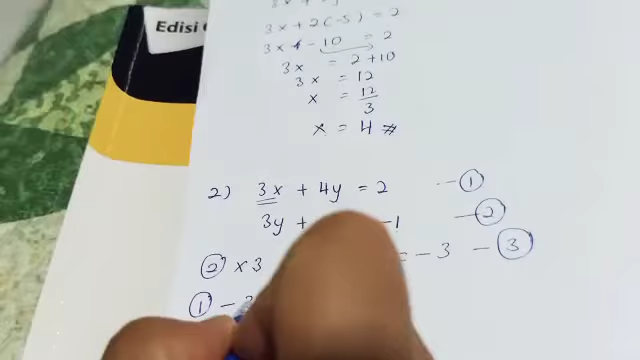 Edisi
3x + 2(-5) = 2
3x - 10 = 2
3x = 2 + 10
3x = 12
x = 12/3
x = 4
2) 3x + 4y = 2 — ①
3y + -1 — ②
② × 3 = -3 — ③
① -